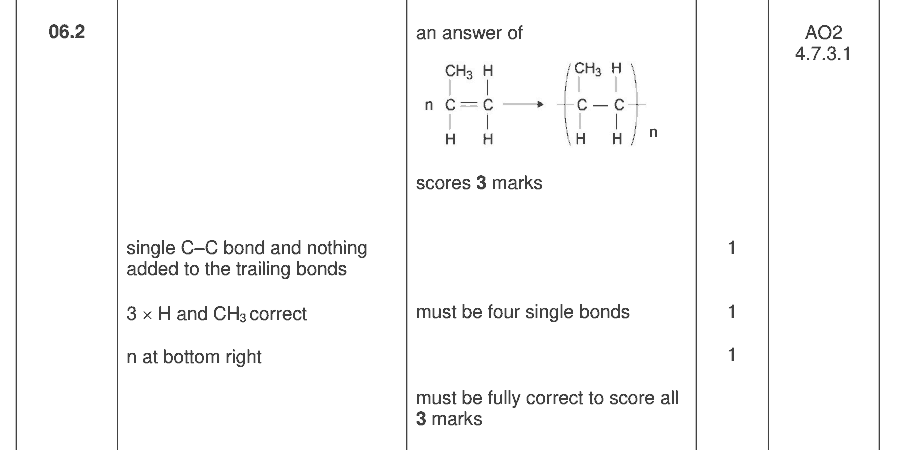 06.2
an answer of
AO2
4.7.3.1
CH₃ H CH₃ H
n C = C → C – C
H H H H n
scores 3 marks
single C–C bond and nothing 1
added to the trailing bonds
3 × H and CH₃ correct must be four single bonds 1
n at bottom right 1
must be fully correct to score all
3 marks